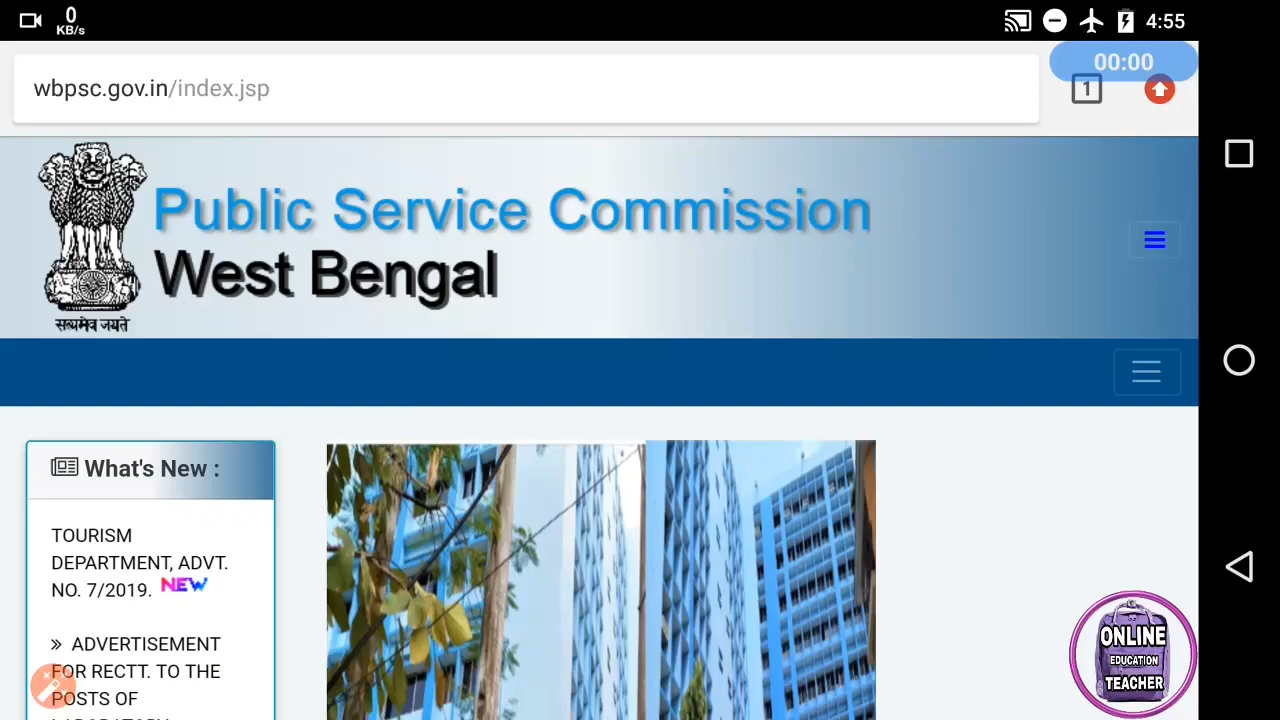 0
KB/s
4:55
00:00
wbpsc.gov.in/index.jsp
1
Public Service Commission
West Bengal
सत्यमेव जयते
What's New :
TOURISM
DEPARTMENT, ADVT.
NO. 7/2019. NEW
» ADVERTISEMENT
FOR RECTT. TO THE
POSTS OF
LABORATORY
ONLINE
EDUCATION
TEACHER